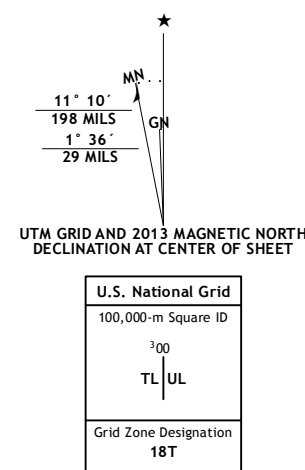 ★
MN
11° 10´
198 MILS
GN
1° 36´
29 MILS
UTM GRID AND 2013 MAGNETIC NORTH
DECLINATION AT CENTER OF SHEET
U.S. National Grid
100,000-m Square ID
³00
TL UL
Grid Zone Designation
18T